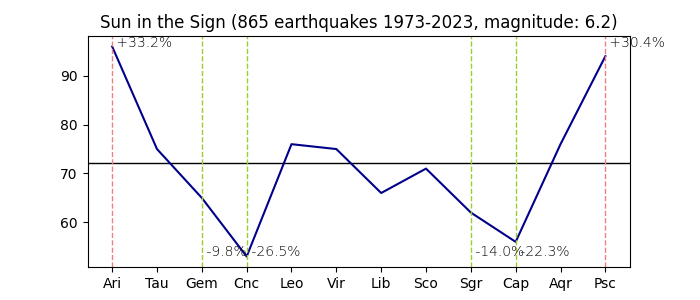 Sun in the Sign (865 earthquakes 1973-2023, magnitude: 6.2)
+33.2% +30.4%
90
80
70
60
-9.8% -26.5% -14.0% -22.3%
Ari Tau Gem Cnc Leo Vir Lib Sco Sgr Cap Aqr Psc